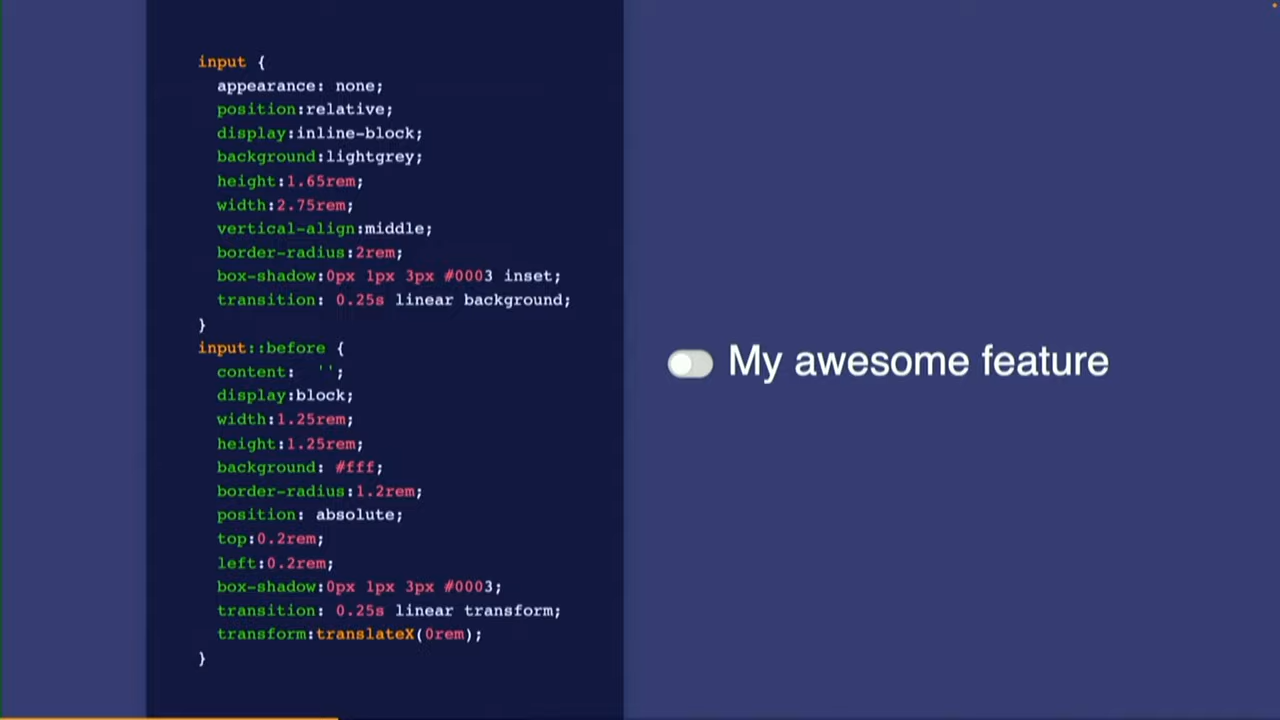 input {
appearance: none;
position:relative;
display:inline-block;
background:lightgrey;
height:1.65rem;
width:2.75rem;
vertical-align:middle;
border-radius:2rem;
box-shadow:0px 1px 3px #0003 inset;
transition: 0.25s linear background;
}
input::before {
content:  '';
display:block;
width:1.25rem;
height:1.25rem;
background: #fff;
border-radius:1.2rem;
position: absolute;
top:0.2rem;
left:0.2rem;
box-shadow:0px 1px 3px #0003;
transition: 0.25s linear transform;
transform:translateX(0rem);
}
My awesome feature